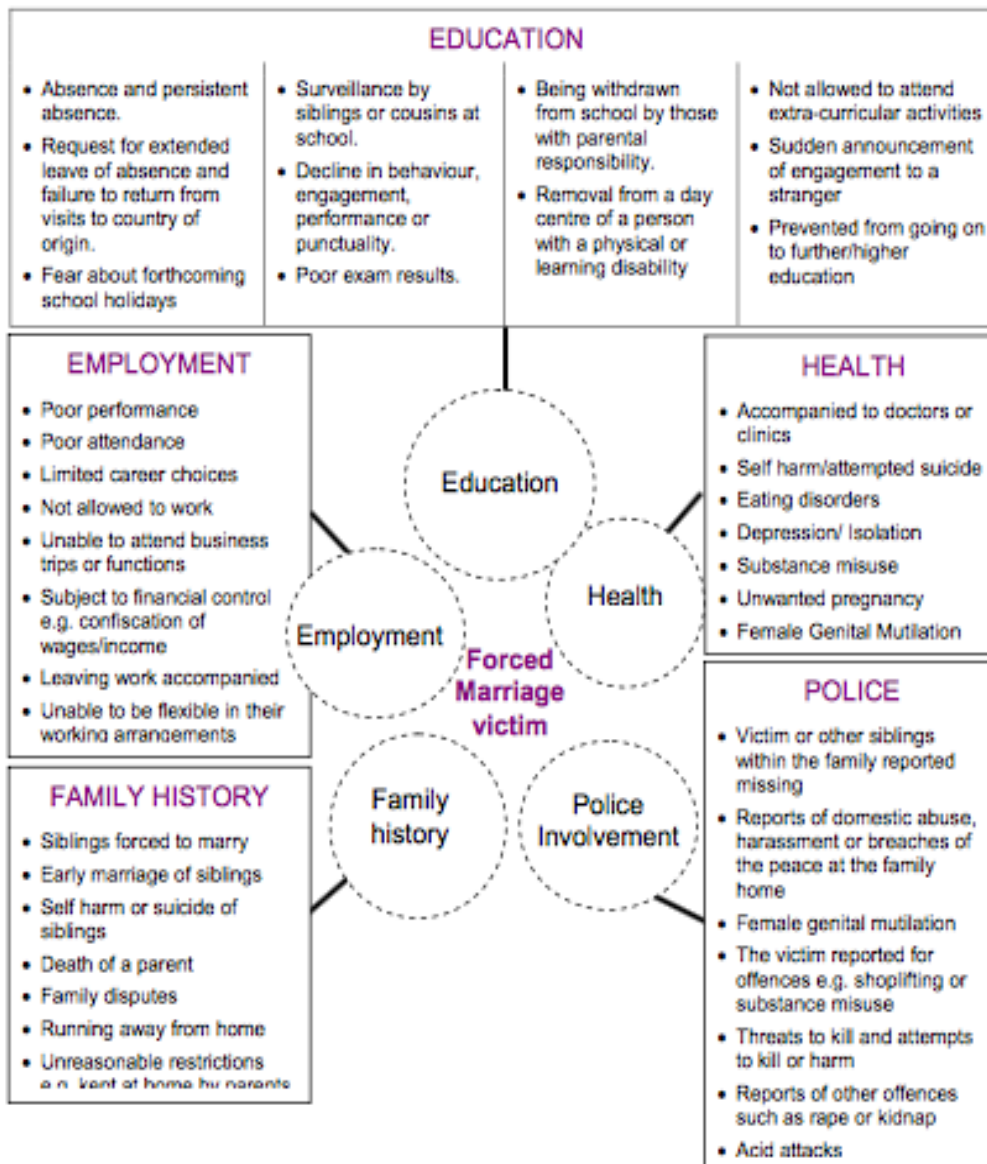 EDUCATION
• Absence and persistent
absence.
• Request for extended
leave of absence and
failure to return from
visits to country of
origin.
• Fear about forthcoming
school holidays
• Surveillance by
siblings or cousins at
school.
• Decline in behaviour,
engagement,
performance or
punctuality.
• Poor exam results.
• Being withdrawn
from school by those
with parental
responsibility.
• Removal from a day
centre of a person
with a physical or
learning disability
• Not allowed to attend
extra-curricular activities
• Sudden announcement
of engagement to a
stranger
• Prevented from going on
to further/higher
education
EMPLOYMENT
• Poor performance
• Poor attendance
• Limited career choices
• Not allowed to work
• Unable to attend business
trips or functions
• Subject to financial control
e.g. confiscation of
wages/income
• Leaving work accompanied
• Unable to be flexible in their
working arrangements
Education
Health
Employment
Forced
Marriage
victim
Family
history
Police
Involvement
HEALTH
• Accompanied to doctors or
clinics
• Self harm/attempted suicide
• Eating disorders
• Depression/ Isolation
• Substance misuse
• Unwanted pregnancy
• Female Genital Mutilation
FAMILY HISTORY
• Siblings forced to marry
• Early marriage of siblings
• Self harm or suicide of
siblings
• Death of a parent
• Family disputes
• Running away from home
• Unreasonable restrictions
e.g. kept at home by parents
POLICE
• Victim or other siblings
within the family reported
missing
• Reports of domestic abuse,
harassment or breaches of
the peace at the family
home
• Female genital mutilation
• The victim reported for
offences e.g. shoplifting or
substance misuse
• Threats to kill and attempts
to kill or harm
• Reports of other offences
such as rape or kidnap
• Acid attacks